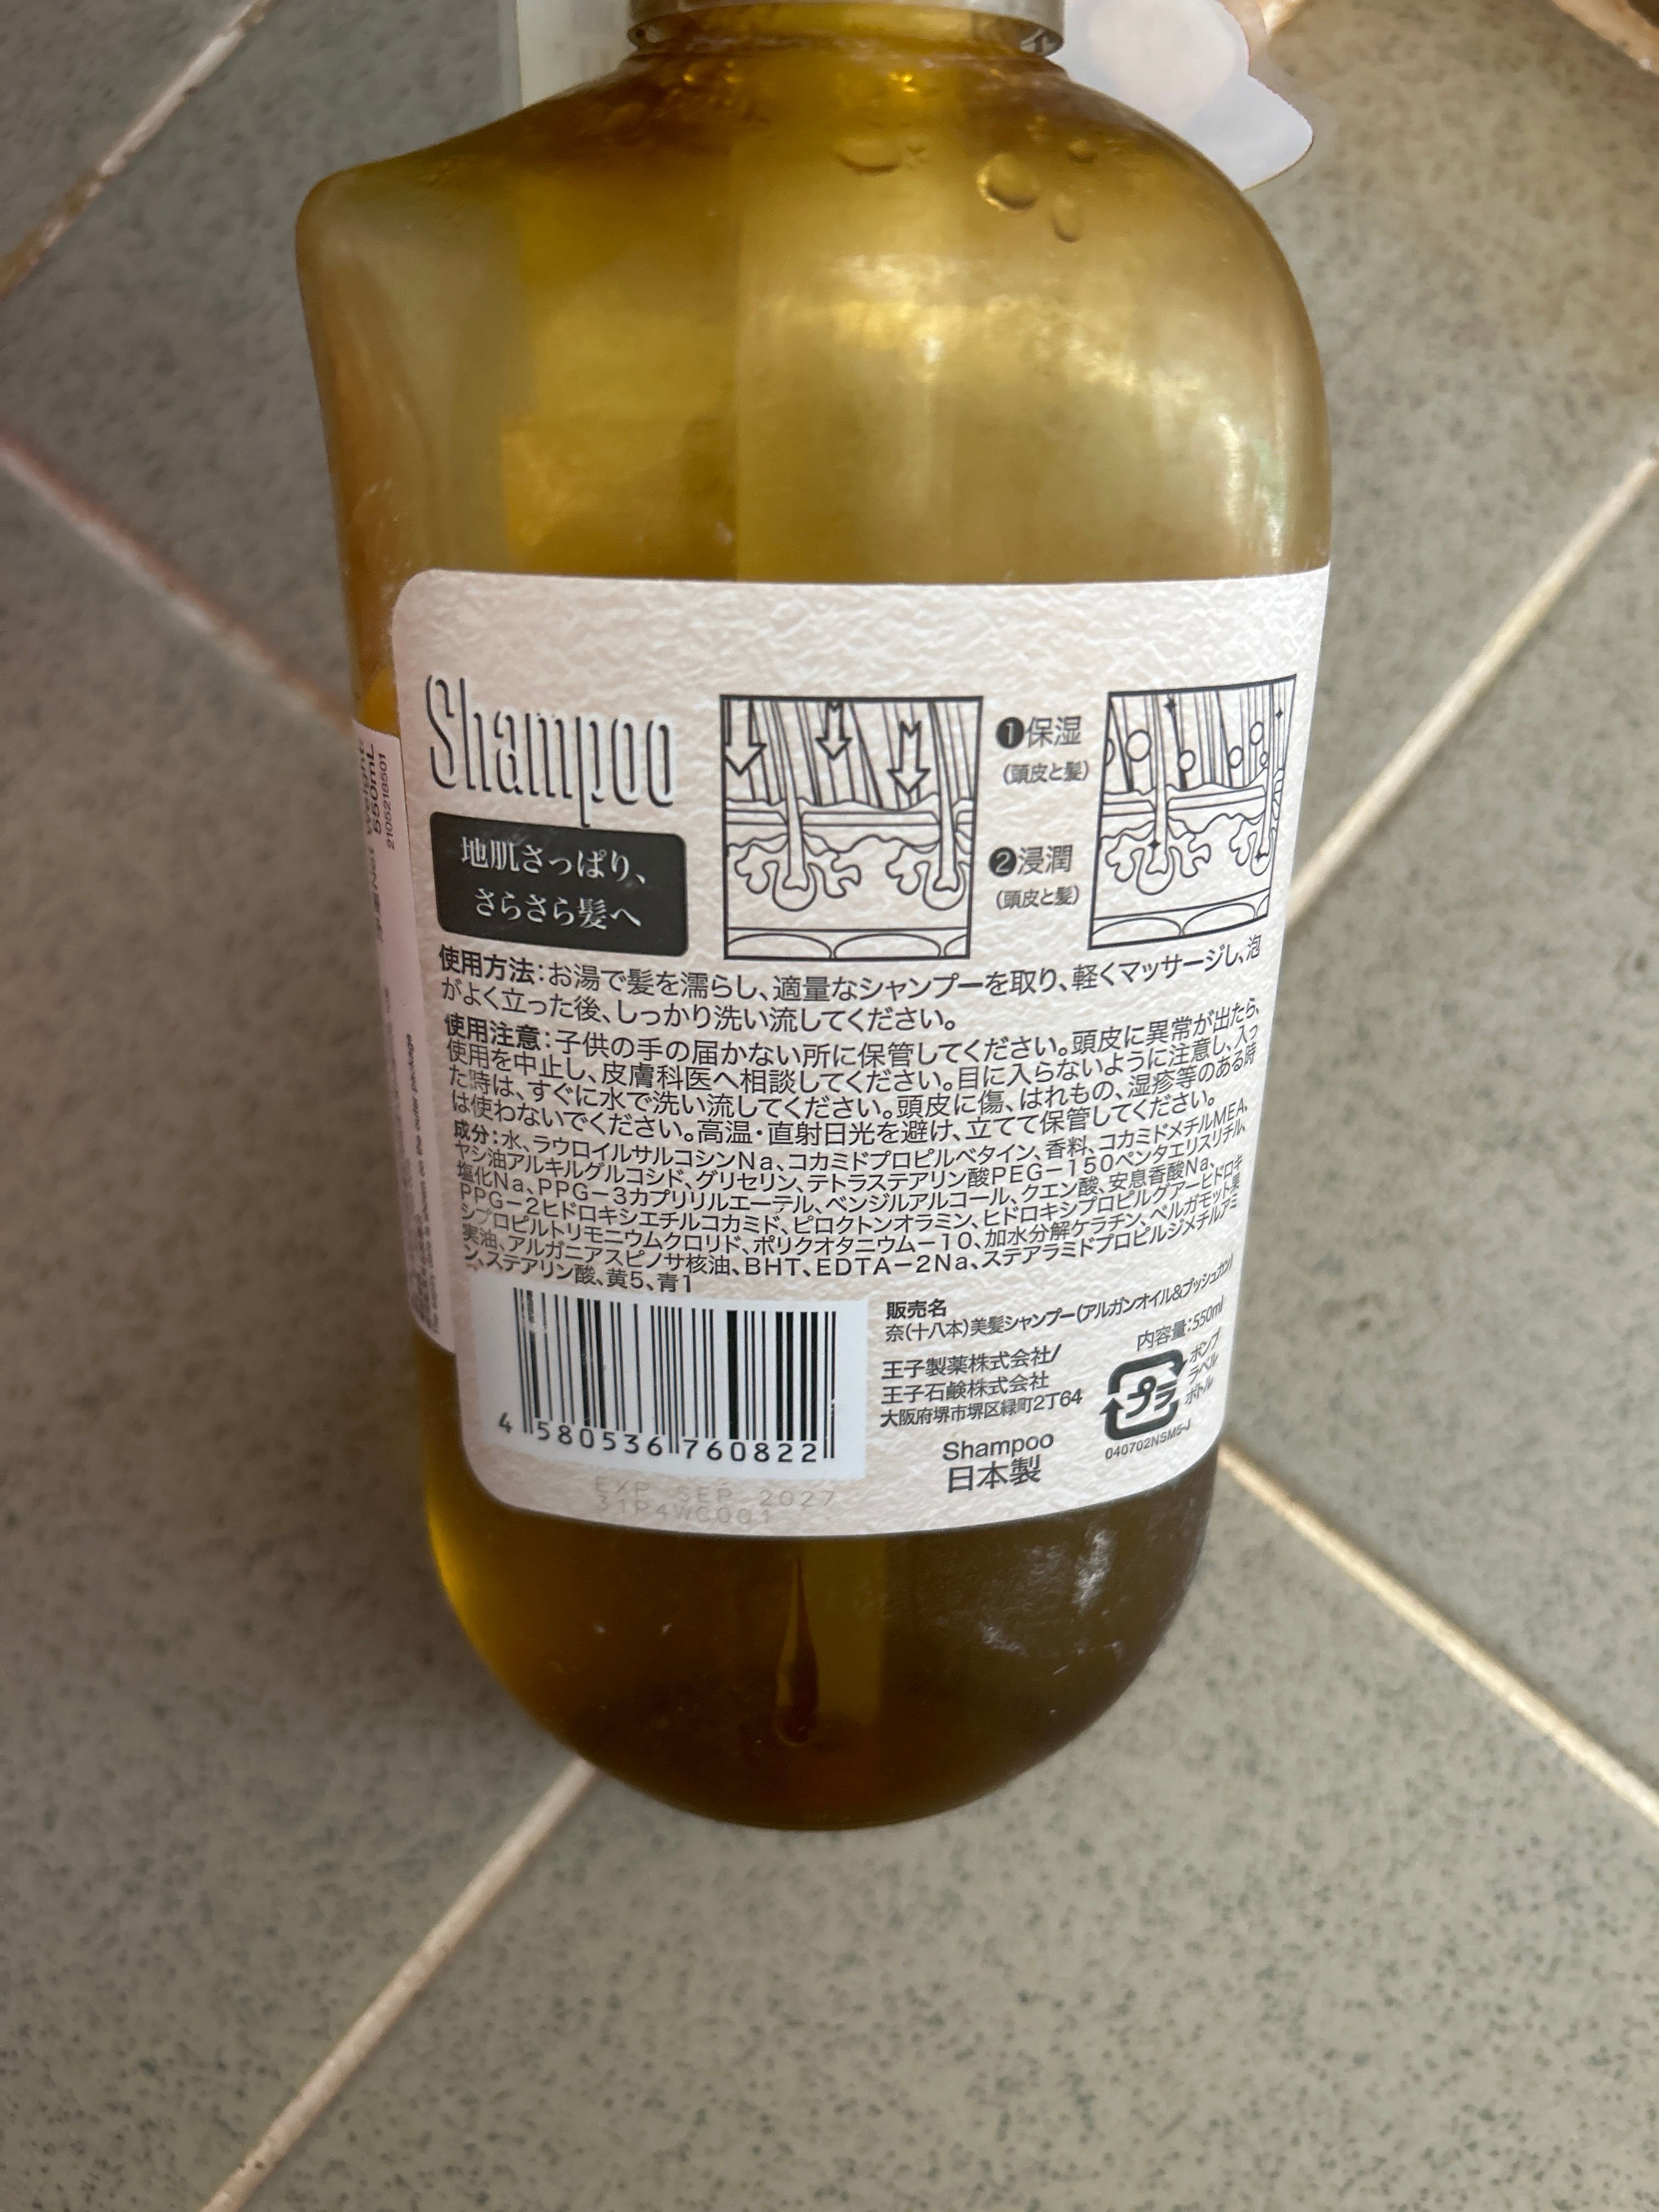 Shampoo
地肌さっぱり、
さらさら髪へ
❶保湿
(頭皮と髪)
❷浸潤
(頭皮と髪)
使用方法:お湯で髪を濡らし、適量なシャンプーを取り、軽くマッサージし、泡
がよく立った後、しっかり洗い流してください。
使用注意:子供の手の届かない所に保管してください。頭皮に異常が出たら、
使用を中止し、皮膚科医へ相談してください。目に入らないように注意し、入っ
た時は、すぐに水で洗い流してください。頭皮に傷、はれもの、湿疹等のある時
は使わないでください。高温・直射日光を避け、立てて保管してください。
成分:水、ラウロイルサルコシンNa、コカミドプロピルベタイン、香料、コカミドメチルMEA、
ヤシ油アルキルグルコシド、グリセリン、テトラステアリン酸PEG－150ペンタエリスリチル、
塩化Na、PPG－3カプリリルエーテル、ベンジルアルコール、クエン酸、安息香酸Na、
PPG－2ヒドロキシエチルコカミド、ピロクトンオラミン、ヒドロキシプロピルグアーヒドロキ
シプロピルトリモニウムクロリド、ポリクオタニウム－10、加水分解ケラチン、ベルガモット果
実油、アルガニアスピノサ核油、BHT、EDTA－2Na、ステアラミドプロピルジメチルアミ
ン、ステアリン酸、黄5、青1
4 580536 760822
販売名
奈(十八本)美髪シャンプー(アルガンオイル&プッシュカン)
内容量:550ml
王子製薬株式会社/
王子石鹸株式会社
大阪府堺市堺区緑町2丁64
プラ
ポンプ
ラベル
ボトル
040702NSM5-J
Shampoo
日本製
EXP SEP 2027
31P4WC001
550mL
2105218501